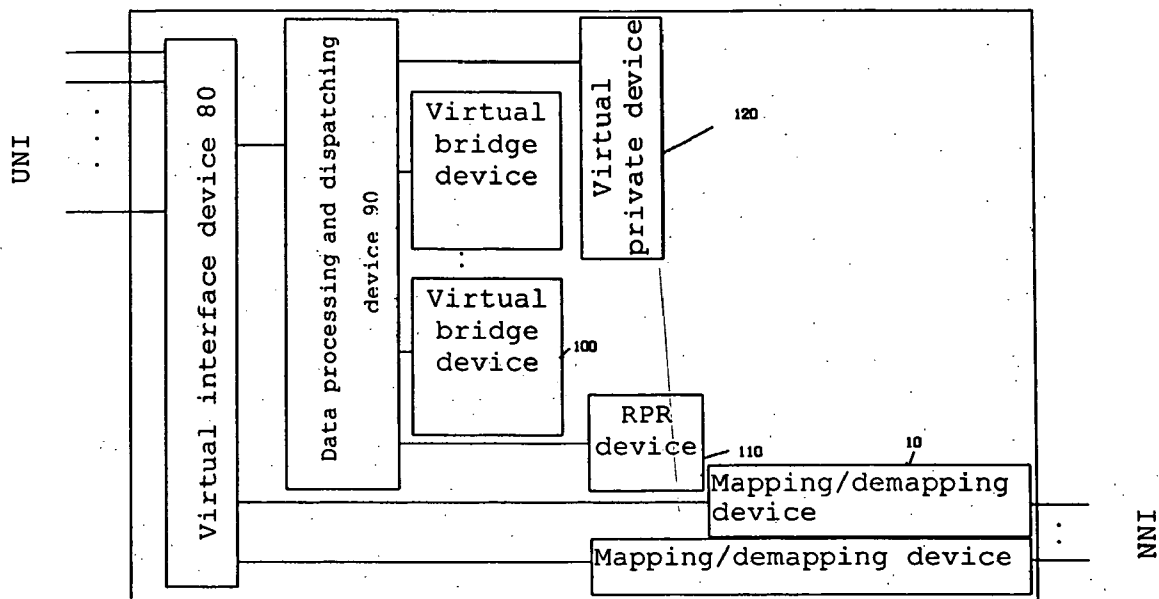 UNI
Virtual interface device 80
Data processing and dispatching
device 90
Virtual
bridge
device
Virtual
private device
120
Virtual
bridge
device
100
RPR
device
110
10
Mapping/demapping
device
Mapping/demapping device
NNI